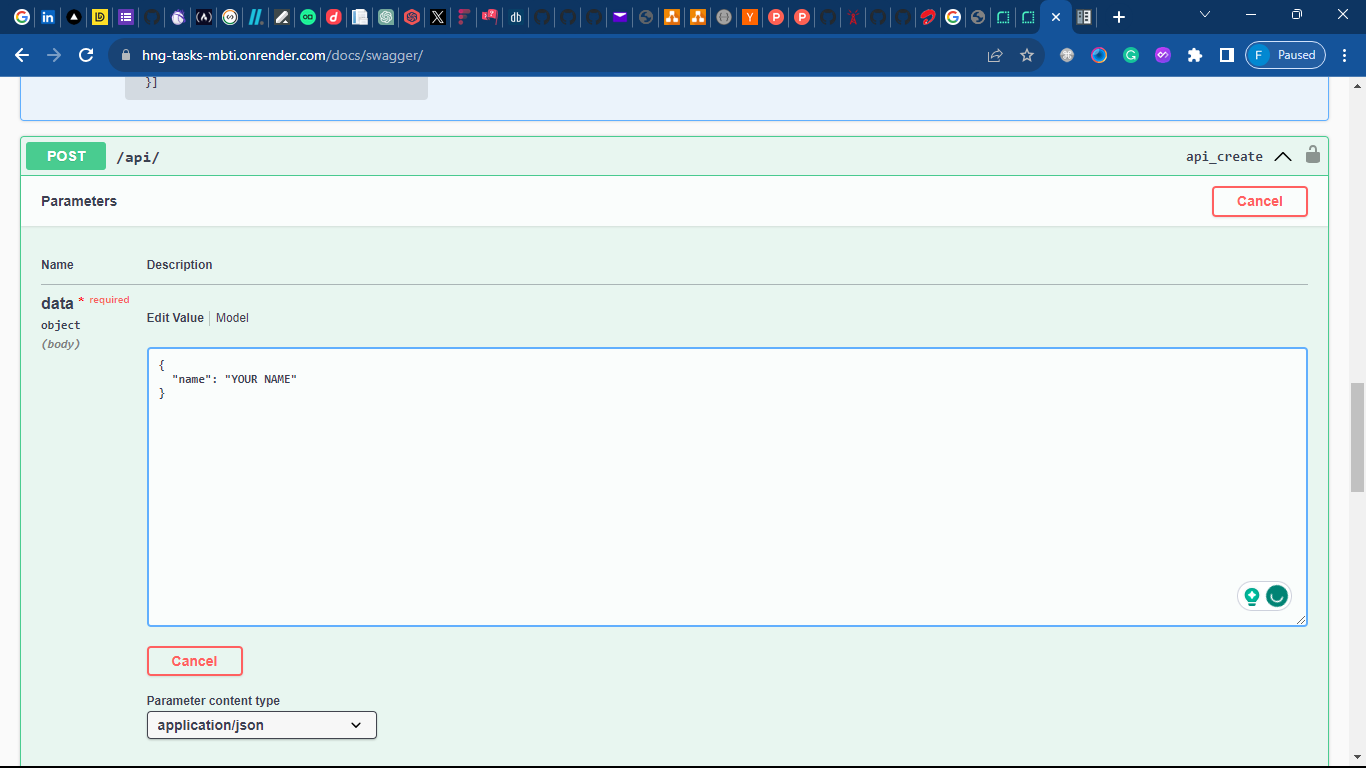 hng-tasks-mbti.onrender.com/docs/swagger/
F Paused
}]
POST /api/ api_create
Parameters Cancel
Name Description
data * required
object
(body)
Edit Value Model
{
"name": "YOUR NAME"
}
Cancel
Parameter content type
application/json